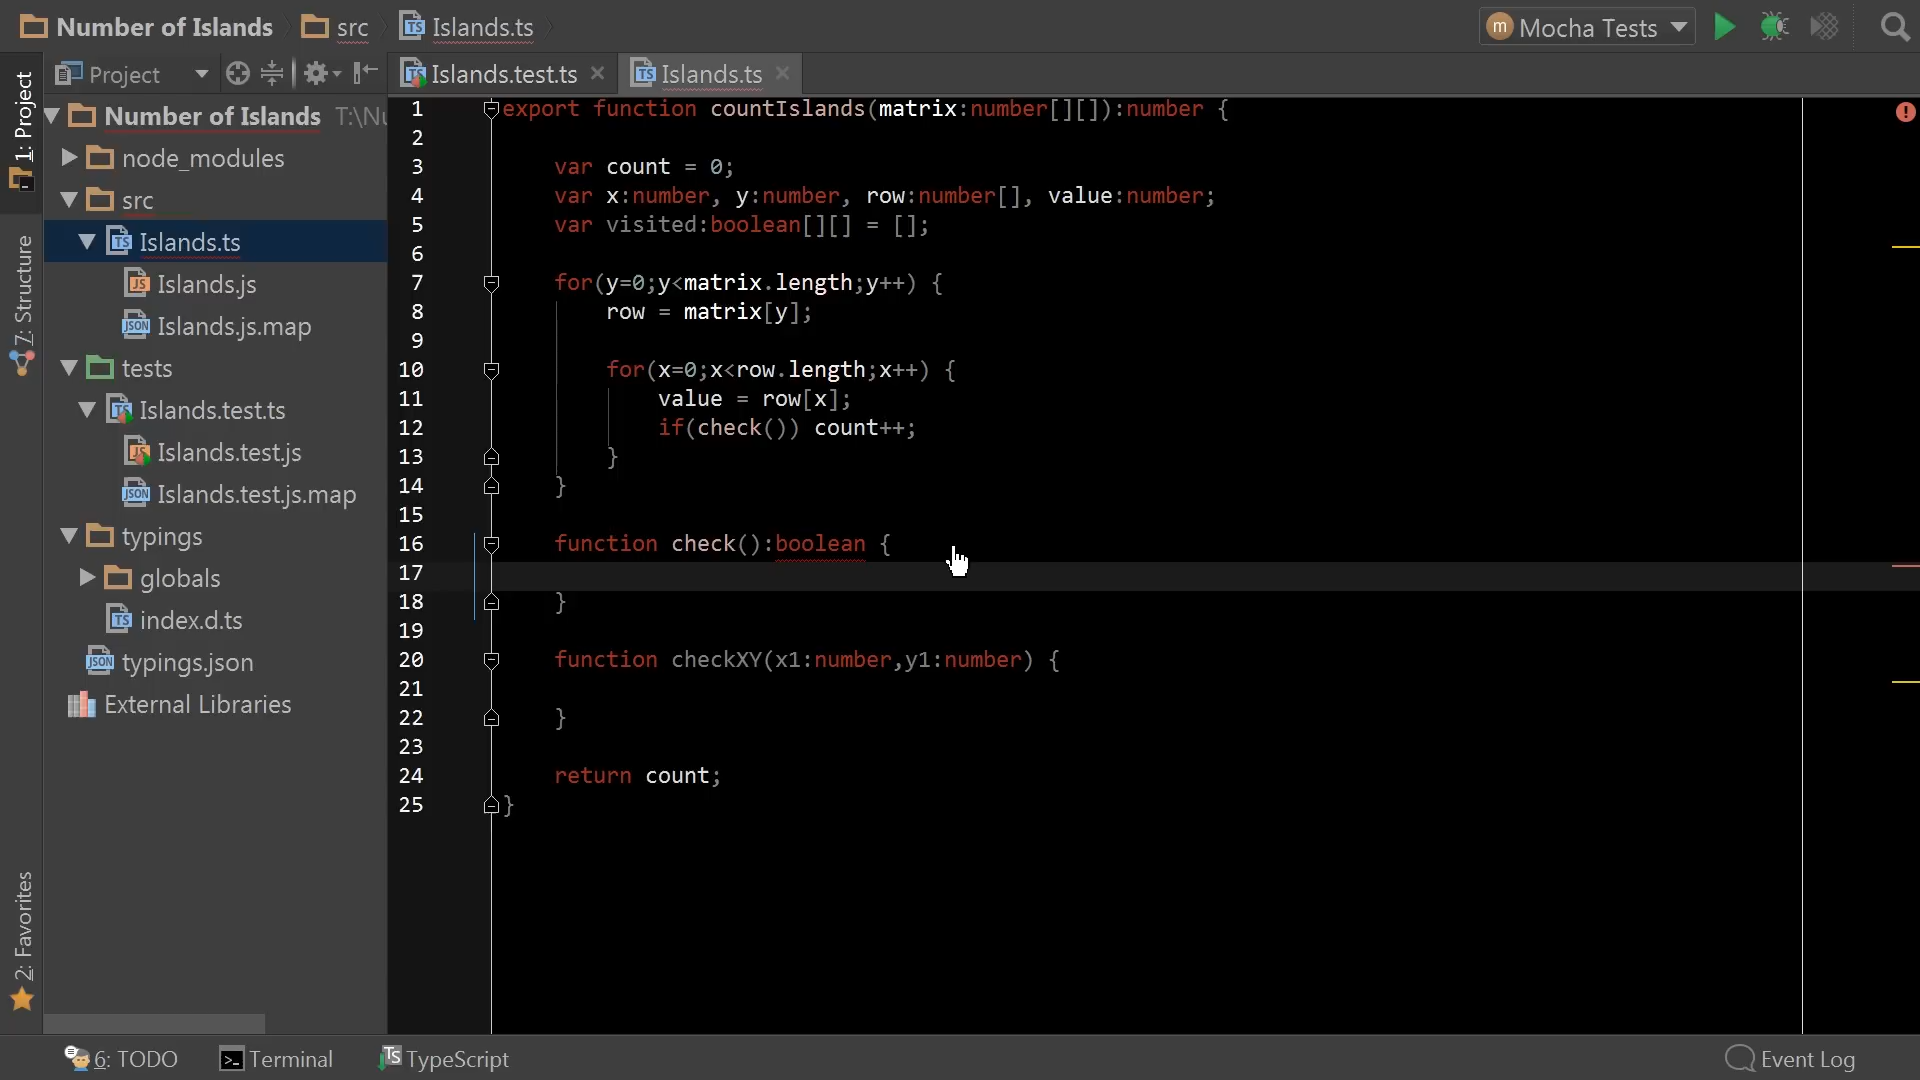 Number of Islands src Islands.ts m Mocha Tests
1: Project Project Islands.test.ts Islands.ts
Number of Islands T:\Nu
node_modules
src
Islands.ts
Islands.js
Islands.js.map
tests
Islands.test.ts
Islands.test.js
Islands.test.js.map
typings
globals
index.d.ts
typings.json
External Libraries
7: Structure
2: Favorites
1 export function countIslands(matrix:number[][]):number {
2
3 var count = 0;
4 var x:number, y:number, row:number[], value:number;
5 var visited:boolean[][] = [];
6
7 for(y=0;y<matrix.length;y++) {
8 row = matrix[y];
9
10 for(x=0;x<row.length;x++) {
11 value = row[x];
12 if(check()) count++;
13 }
14 }
15
16 function check():boolean {
17
18 }
19
20 function checkXY(x1:number,y1:number) {
21
22 }
23
24 return count;
25 }
6: TODO Terminal TypeScript Event Log